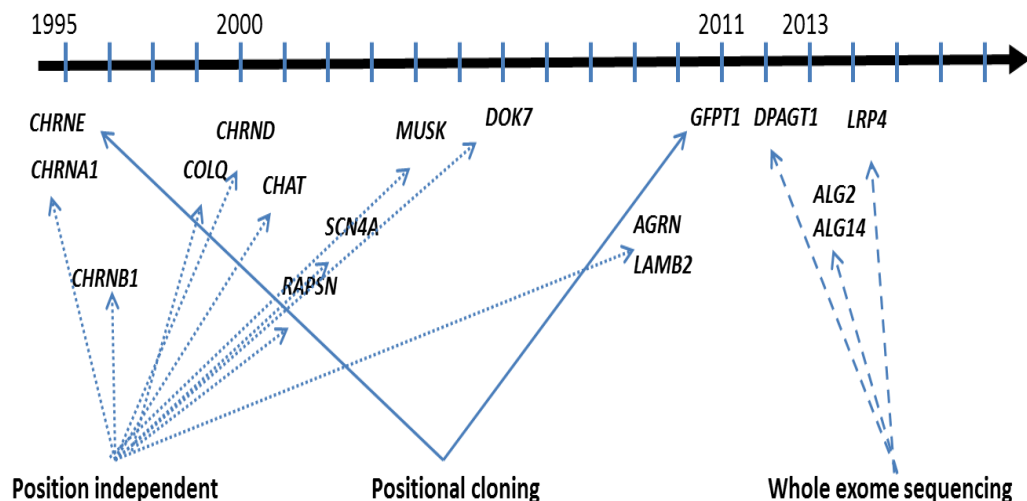 1995 2000 2011 2013
CHRNE CHRND MUSK DOK7 GFPT1 DPAGT1 LRP4
CHRNA1 COLQ CHAT ALG2
SCN4A AGRN ALG14
CHRNB1 RAPSN LAMB2
Position independent Positional cloning Whole exome sequencing